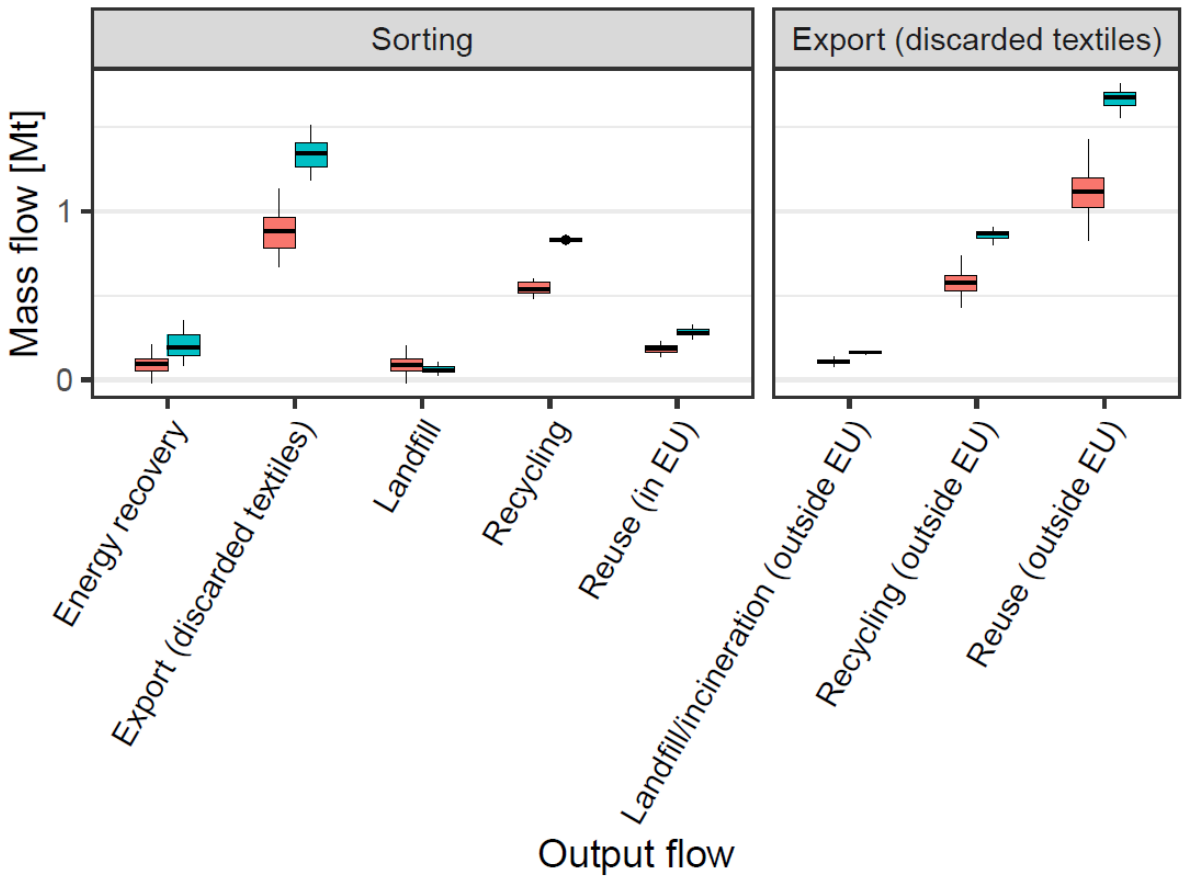 Sorting
Export (discarded textiles)
Mass flow [Mt]
1
0
Energy recovery
Export (discarded textiles)
Landfill
Recycling
Reuse (in EU)
Landfill/incineration (outside EU)
Recycling (outside EU)
Reuse (outside EU)
Output flow